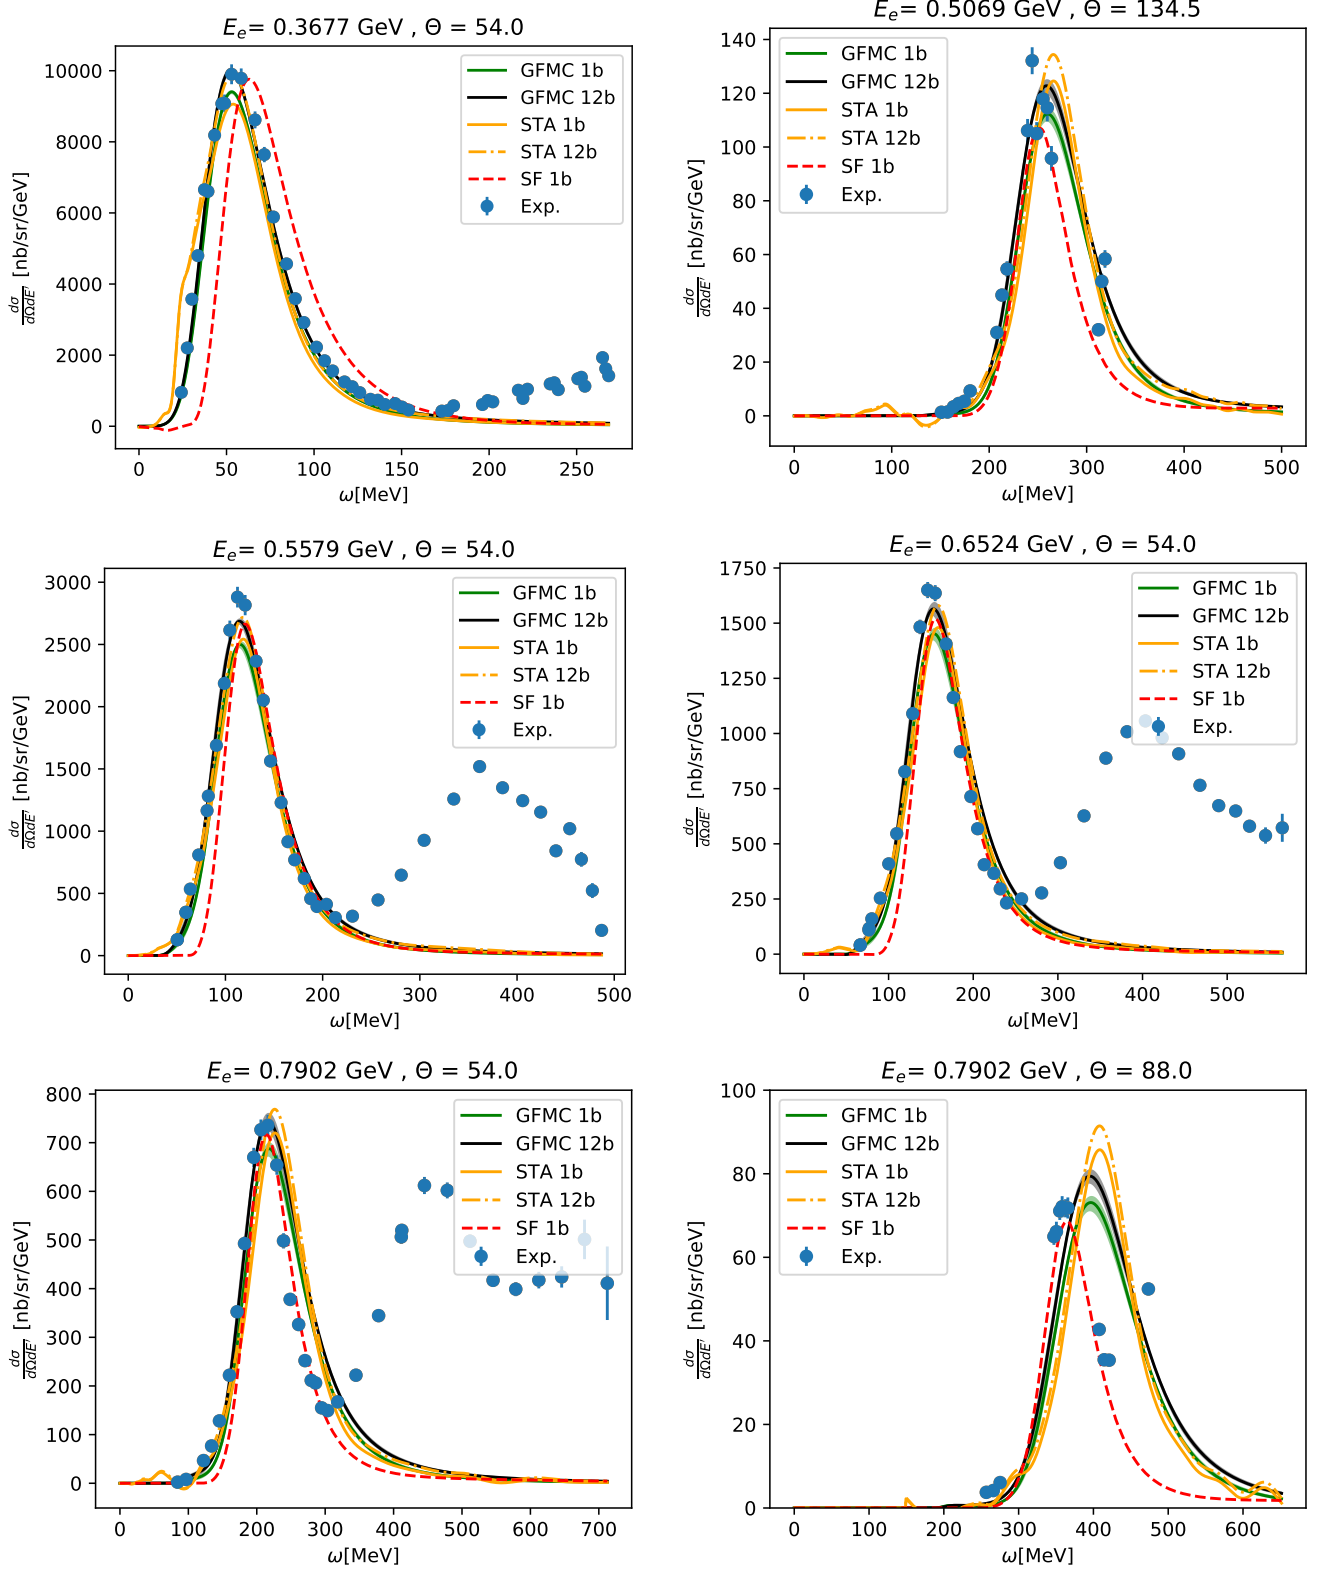 E_e= 0.3677 GeV , Θ = 54.0
10000
8000
6000
4000
2000
0
dσ/dΩdE′ [nb/sr/GeV]
GFMC 1b
GFMC 12b
STA 1b
STA 12b
SF 1b
Exp.
0 50 100 150 200 250
ω[MeV]
E_e= 0.5069 GeV , Θ = 134.5
140
120
100
80
60
40
20
0
dσ/dΩdE′ [nb/sr/GeV]
GFMC 1b
GFMC 12b
STA 1b
STA 12b
SF 1b
Exp.
0 100 200 300 400 500
ω[MeV]
E_e= 0.5579 GeV , Θ = 54.0
3000
2500
2000
1500
1000
500
0
dσ/dΩdE′ [nb/sr/GeV]
GFMC 1b
GFMC 12b
STA 1b
STA 12b
SF 1b
Exp.
0 100 200 300 400 500
ω[MeV]
E_e= 0.6524 GeV , Θ = 54.0
1750
1500
1250
1000
750
500
250
0
dσ/dΩdE′ [nb/sr/GeV]
GFMC 1b
GFMC 12b
STA 1b
STA 12b
SF 1b
Exp.
0 100 200 300 400 500
ω[MeV]
E_e= 0.7902 GeV , Θ = 54.0
800
700
600
500
400
300
200
100
0
dσ/dΩdE′ [nb/sr/GeV]
GFMC 1b
GFMC 12b
STA 1b
STA 12b
SF 1b
Exp.
0 100 200 300 400 500 600 700
ω[MeV]
E_e= 0.7902 GeV , Θ = 88.0
100
80
60
40
20
0
dσ/dΩdE′ [nb/sr/GeV]
GFMC 1b
GFMC 12b
STA 1b
STA 12b
SF 1b
Exp.
0 100 200 300 400 500 600
ω[MeV]